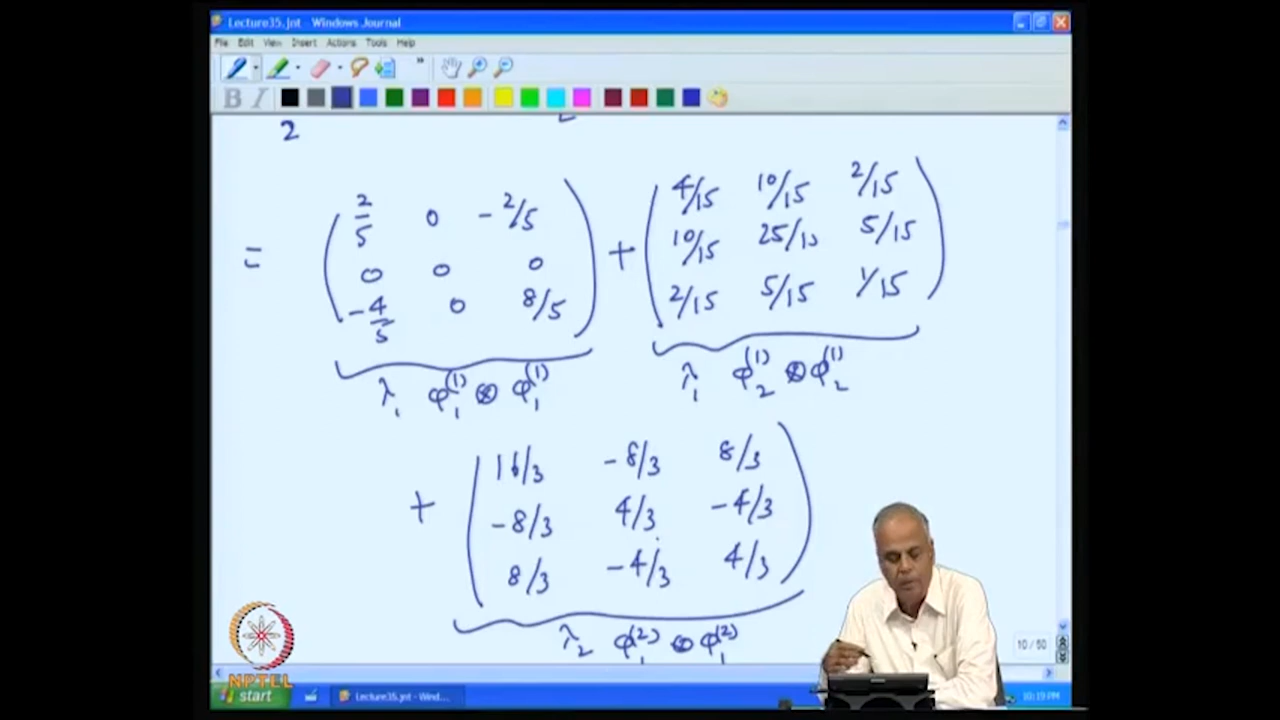 Lecture35.jnt - Windows Journal
File Edit View Insert Actions Tools Help
B I
2
= ( 2/5 0 -2/5 ) + ( 4/15 10/15 2/15 )
0 0 0 10/15 25/15 5/15
-4/5 0 8/5 2/15 5/15 1/15
λ₁ φ₁⁽¹⁾ ⊗ φ₁⁽¹⁾ λ₁ φ₂⁽¹⁾ ⊗ φ₂⁽¹⁾
+ ( 16/3 -8/3 8/3 )
-8/3 4/3 -4/3
8/3 -4/3 4/3
λ₂ φ₁⁽²⁾ ⊗ φ₁⁽²⁾
10 / 50
NPTEL
start Lecture35.jnt - Wind... 10:19 PM